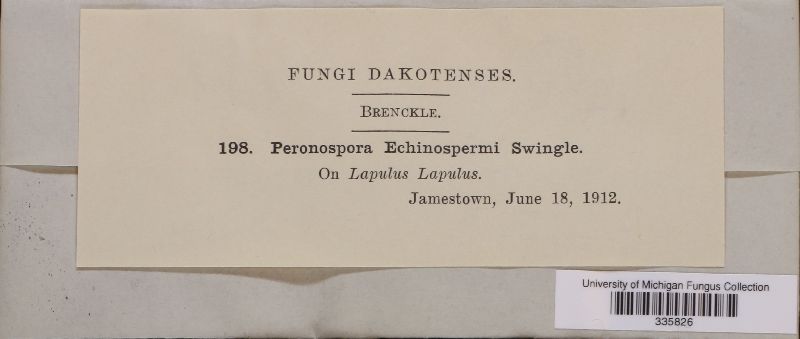 FUNGI DAKOTENSES.
BRENCKLE.
198. Peronospora Echinospermi Swingle.
On Lapulus Lapulus.
Jamestown, June 18, 1912.
University of Michigan Fungus Collection
335826